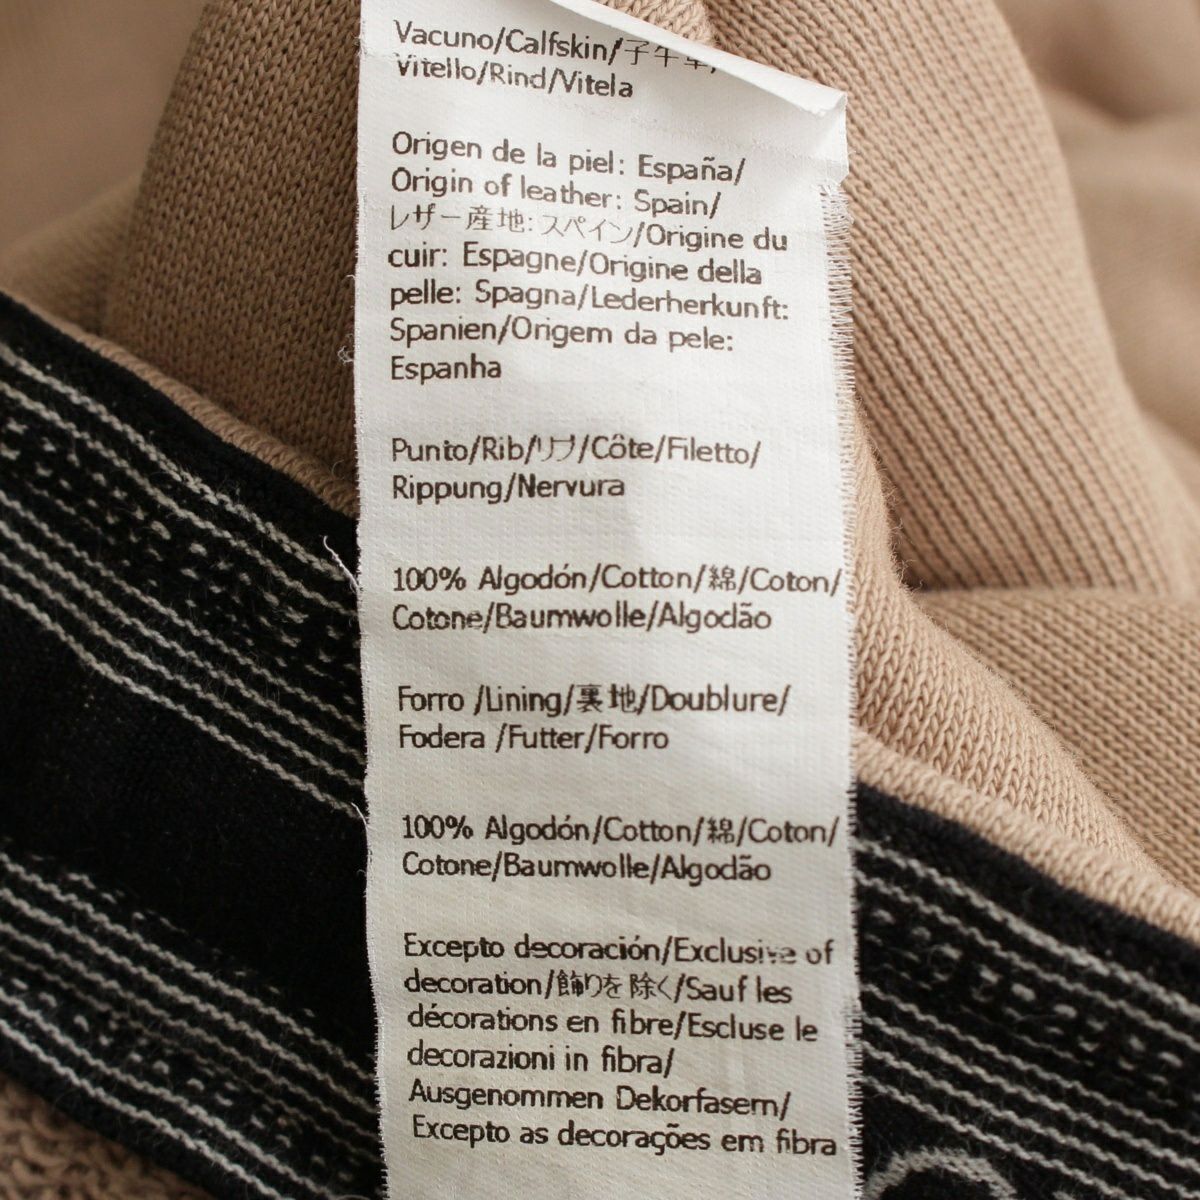 Vacuno/Calfskin/子牛革/
Vitello/Rind/Vitela
Origen de la piel: España/
Origin of leather: Spain/
レザー産地:スペイン/Origine du
cuir: Espagne/Origine della
pelle: Spagna/Lederherkunft:
Spanien/Origem da pele:
Espanha
Punto/Rib/リブ/Côte/Filetto/
Rippung/Nervura
100% Algodón/Cotton/綿/Coton/
Cotone/Baumwolle/Algodão
Forro /Lining/裏地/Doublure/
Fodera /Futter/Forro
100% Algodón/Cotton/綿/Coton/
Cotone/Baumwolle/Algodão
Excepto decoración/Exclusive of
decoration/飾りを除く/Sauf les
décorations en fibre/Escluse le
decorazioni in fibra/
Ausgenommen Dekorfasern/
Excepto as decorações em fibra